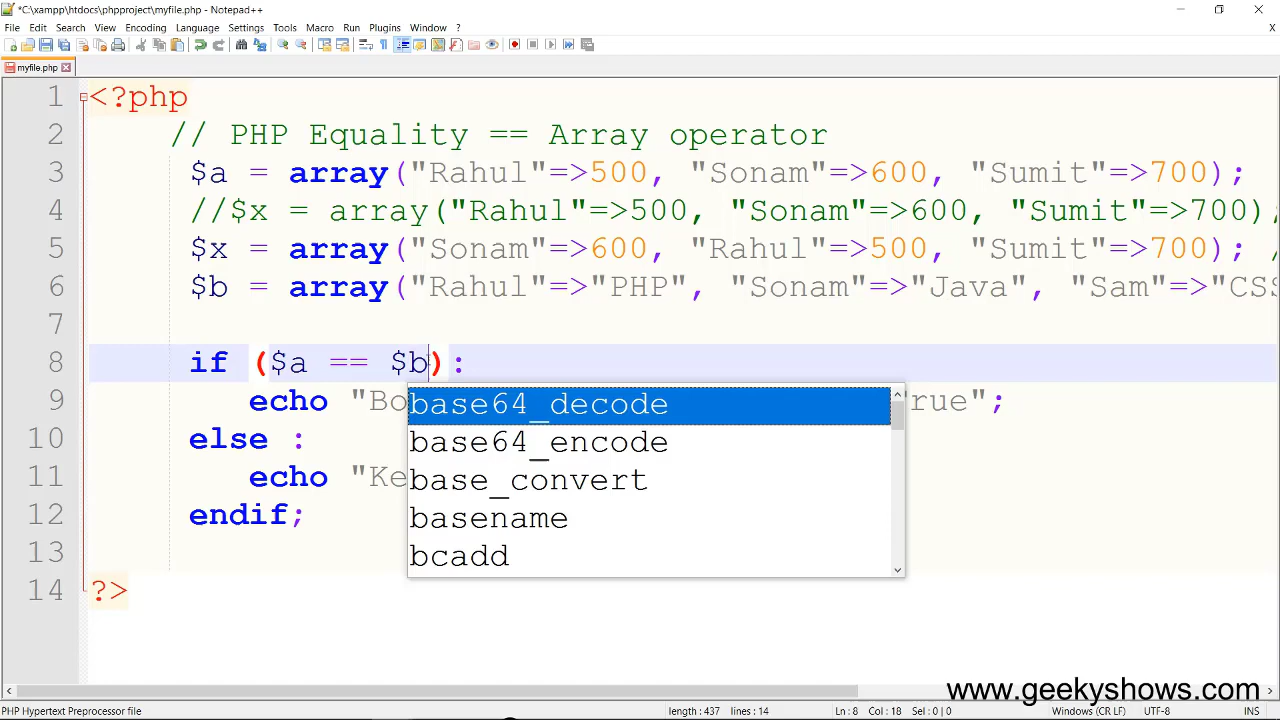 *C:\xampp\htdocs\phpproject\myfile.php - Notepad++
File Edit Search View Encoding Language Settings Tools Macro Run Plugins Window ? X
myfile.php
1 <?php
2 // PHP Equality == Array operator
3 $a = array("Rahul"=>500, "Sonam"=>600, "Sumit"=>700);
4 //$x = array("Rahul"=>500, "Sonam"=>600, "Sumit"=>700);
5 $x = array("Sonam"=>600, "Rahul"=>500, "Sumit"=>700); /
6 $b = array("Rahul"=>"PHP", "Sonam"=>"Java", "Sam"=>"CSS
7
8 if ($a == $b):
9 echo "Bo rue";
10 else :
11 echo "Ke
12 endif;
13
14 ?>
base64_decode
base64_encode
base_convert
basename
bcadd
www.geekyshows.com
PHP Hypertext Preprocessor file length : 437 lines : 14 Ln : 8 Col : 18 Sel : 0 | 0 Windows (CR LF) UTF-8 INS